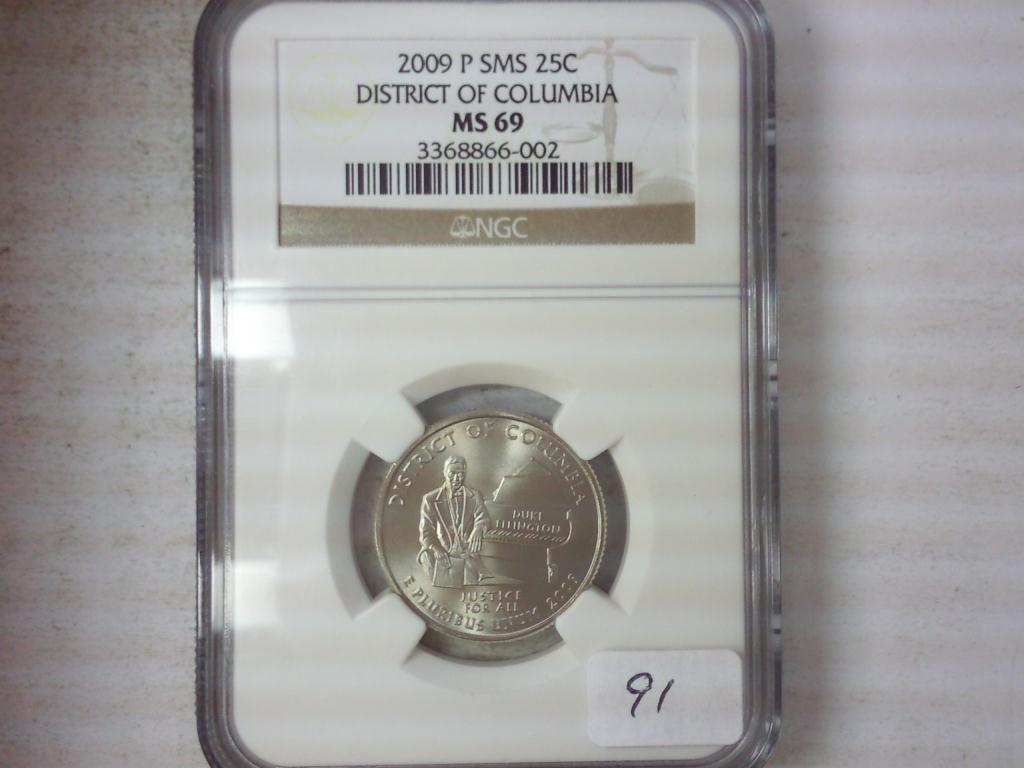 2009 P SMS 25C
DISTRICT OF COLUMBIA
MS 69
3368866-002
NGC
DISTRICT OF COLUMBIA
DUKE
ELLINGTON
JUSTICE
FOR ALL
E PLURIBUS UNUM 2009
91